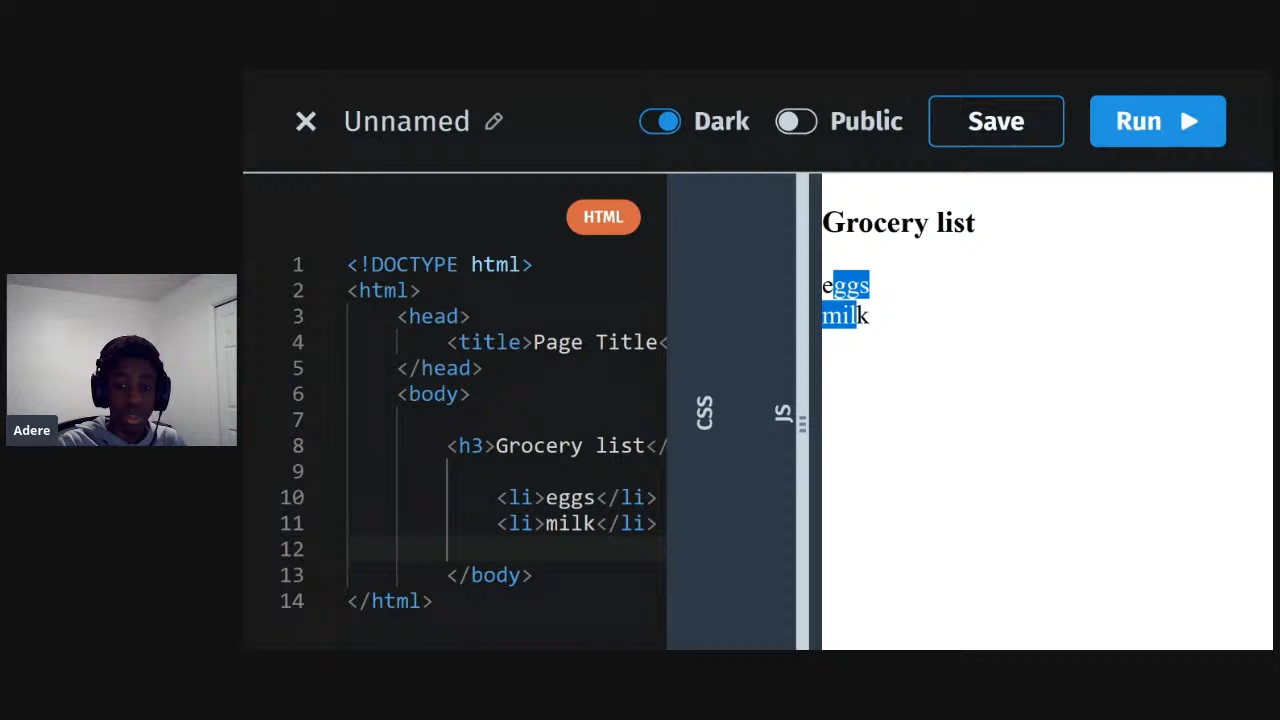 Unnamed
Dark
Public
Save
Run
HTML
1 <!DOCTYPE html>
2 <html>
3 <head>
4 <title>Page Title<
5 </head>
6 <body>
7
8 <h3>Grocery list</
9
10 <li>eggs</li>
11 <li>milk</li>
12
13 </body>
14 </html>
CSS
JS
Grocery list
eggs
milk
Adere